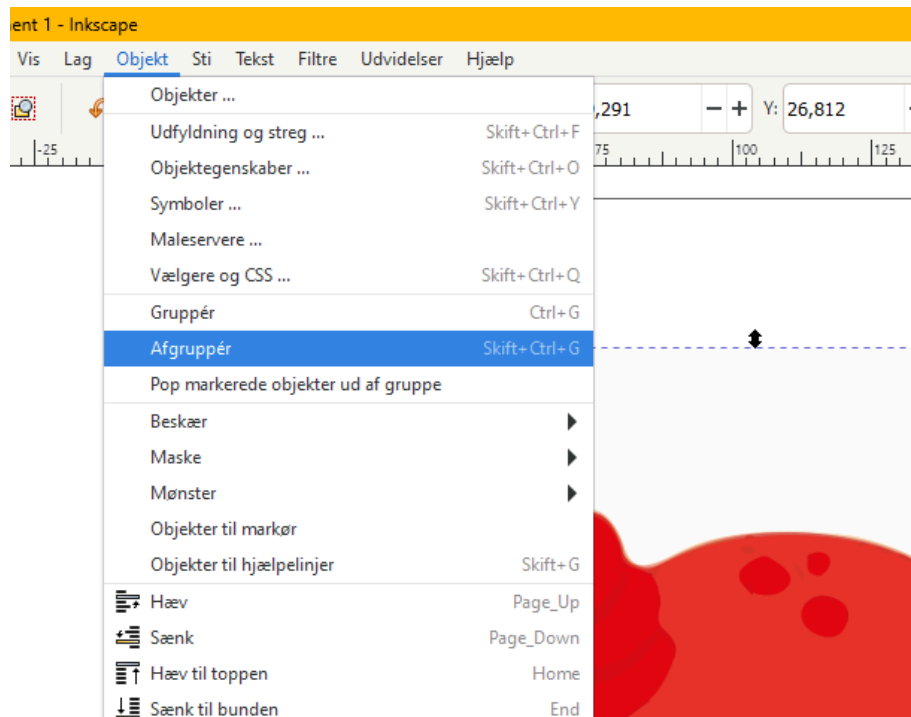 ent 1 - Inkscape
Vis Lag Objekt Sti Tekst Filtre Udvidelser Hjælp
Objekter ...
,291 Y: 26,812
Udfyldning og streg ... Skift+Ctrl+F
-25 75 100 125
Objektegenskaber ... Skift+Ctrl+O
Symboler ... Skift+Ctrl+Y
Maleservere ...
Vælgere og CSS ... Skift+Ctrl+Q
Gruppér Ctrl+G
Afgruppér Skift+Ctrl+G
Pop markerede objekter ud af gruppe
Beskær
Maske
Mønster
Objekter til markør
Objekter til hjælpelinjer Skift+G
Hæv Page_Up
Sænk Page_Down
Hæv til toppen Home
Sænk til bunden End